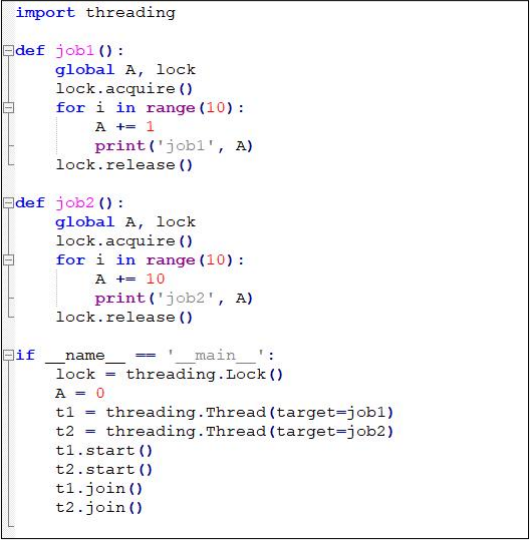 import threading
def job1():
    global A, lock
    lock.acquire()
    for i in range(10):
        A += 1
        print('job1', A)
    lock.release()
def job2():
    global A, lock
    lock.acquire()
    for i in range(10):
        A += 10
        print('job2', A)
    lock.release()
if __name__ == '__main__':
    lock = threading.Lock()
    A = 0
    t1 = threading.Thread(target=job1)
    t2 = threading.Thread(target=job2)
    t1.start()
    t2.start()
    t1.join()
    t2.join()